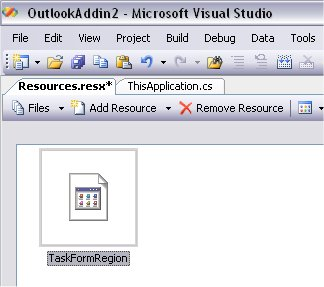 OutlookAddin2 - Microsoft Visual Studio
File Edit View Project Build Debug Data Tools
Resources.resx* ThisApplication.cs
Files Add Resource Remove Resource
TaskFormRegion